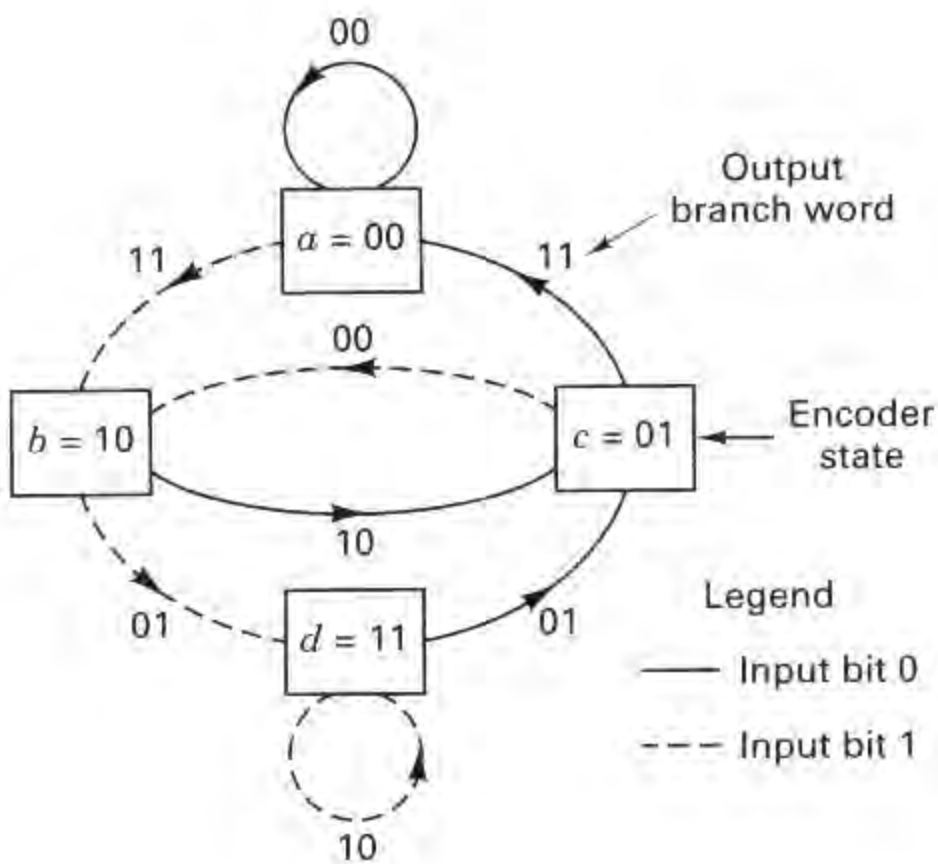 00
Output
branch word
a = 00
11
11
00
b = 10
c = 01
Encoder
state
10
01
d = 11
01
Legend
Input bit 0
Input bit 1
10